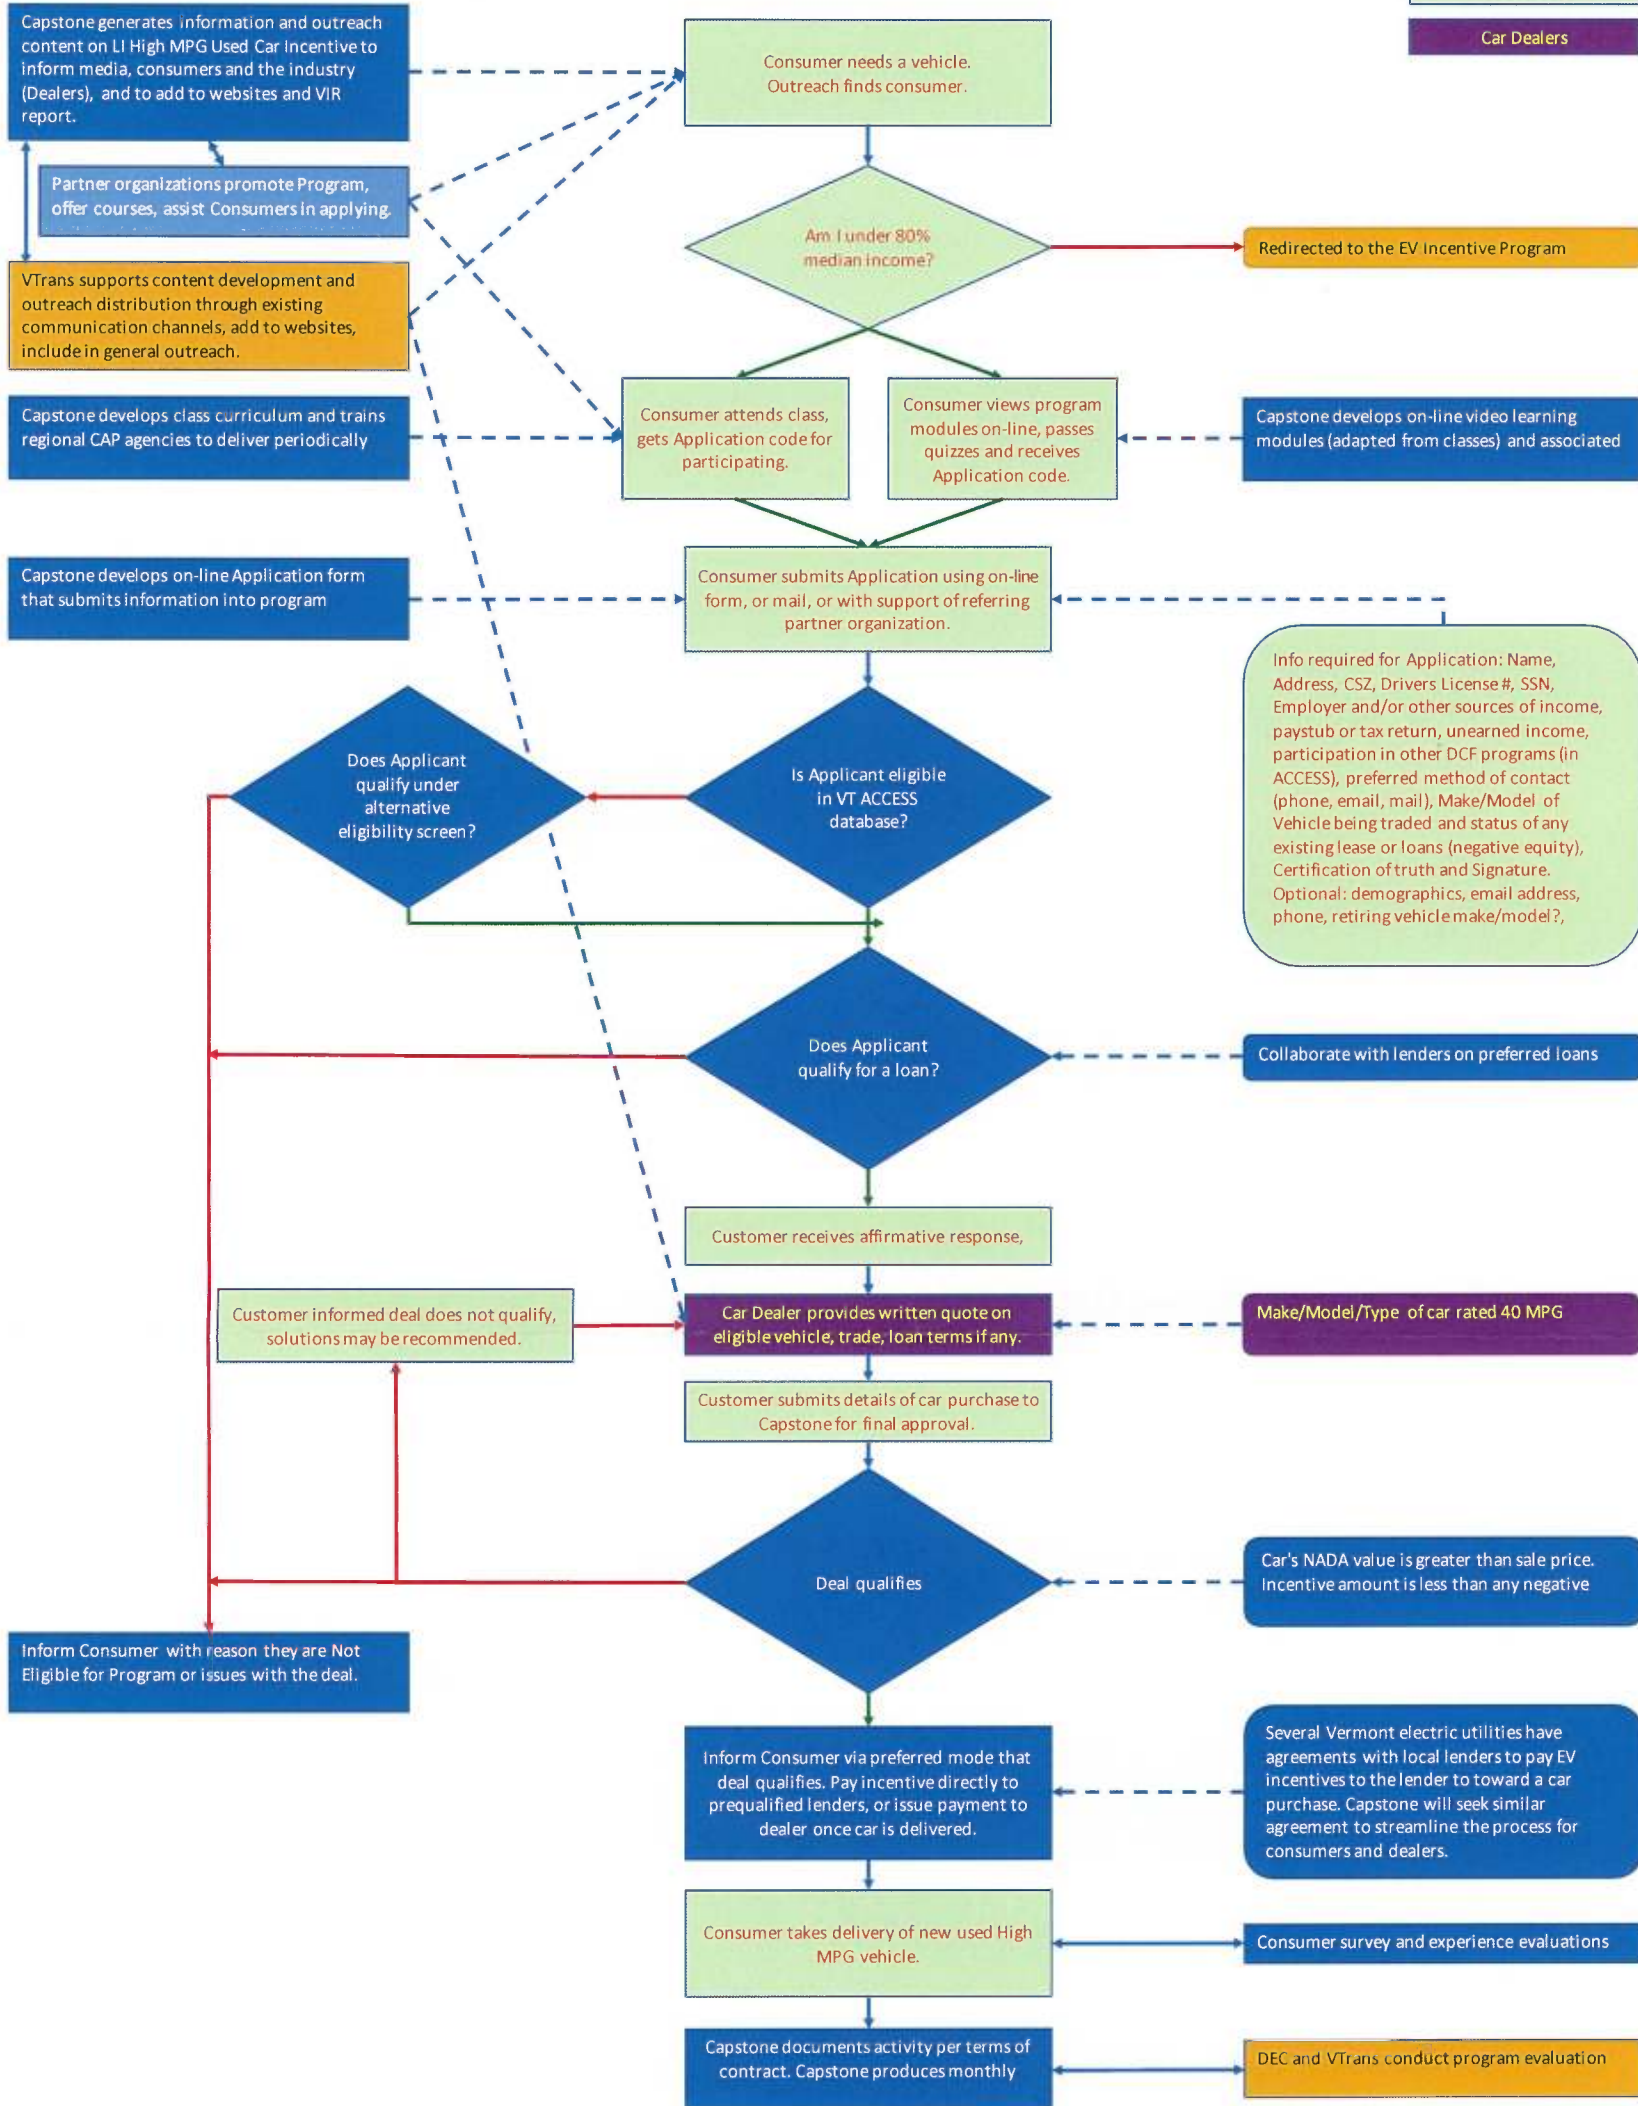 Capstone generates information and outreach
content on LI High MPG Used Car Incentive to
inform media, consumers and the industry
(Dealers), and to add to websites and VIR
report.
Consumer needs a vehicle.
Outreach finds consumer.
Car Dealers
Partner organizations promote Program,
offer courses, assist Consumers in applying.
Am I under 80%
median income?
Redirected to the EV Incentive Program
VTrans supports content development and
outreach distribution through existing
communication channels, add to websites,
include in general outreach.
Capstone develops class curriculum and trains
regional CAP agencies to deliver periodically
Consumer attends class,
gets Application code for
participating.
Consumer views program
modules on-line, passes
quizzes and receives
Application code.
Capstone develops on-line video learning
modules (adapted from classes) and associated
Capstone develops on-line Application form
that submits information into program
Consumer submits Application using on-line
form, or mail, or with support of referring
partner organization.
Info required for Application: Name,
Address, CSZ, Drivers License #, SSN,
Employer and/or other sources of income,
paystub or tax return, unearned income,
participation in other DCF programs (in
ACCESS), preferred method of contact
(phone, email, mail), Make/Model of
Vehicle being traded and status of any
existing lease or loans (negative equity),
Certification of truth and Signature.
Optional: demographics, email address,
phone, retiring vehicle make/model?,
Does Applicant
qualify under
alternative
eligibility screen?
Is Applicant eligible
in VT ACCESS
database?
Does Applicant
qualify for a loan?
Collaborate with lenders on preferred loans
Customer receives affirmative response,
Customer informed deal does not qualify,
solutions may be recommended.
Car Dealer provides written quote on
eligible vehicle, trade, loan terms if any.
Make/Model/Type of car rated 40 MPG
Customer submits details of car purchase to
Capstone for final approval.
Deal qualifies
Car's NADA value is greater than sale price.
Incentive amount is less than any negative
Inform Consumer with reason they are Not
Eligible for Program or issues with the deal.
Inform Consumer via preferred mode that
deal qualifies. Pay incentive directly to
prequalified lenders, or issue payment to
dealer once car is delivered.
Several Vermont electric utilities have
agreements with local lenders to pay EV
incentives to the lender to toward a car
purchase. Capstone will seek similar
agreement to streamline the process for
consumers and dealers.
Consumer takes delivery of new used High
MPG vehicle.
Consumer survey and experience evaluations
Capstone documents activity per terms of
contract. Capstone produces monthly
DEC and VTrans conduct program evaluation